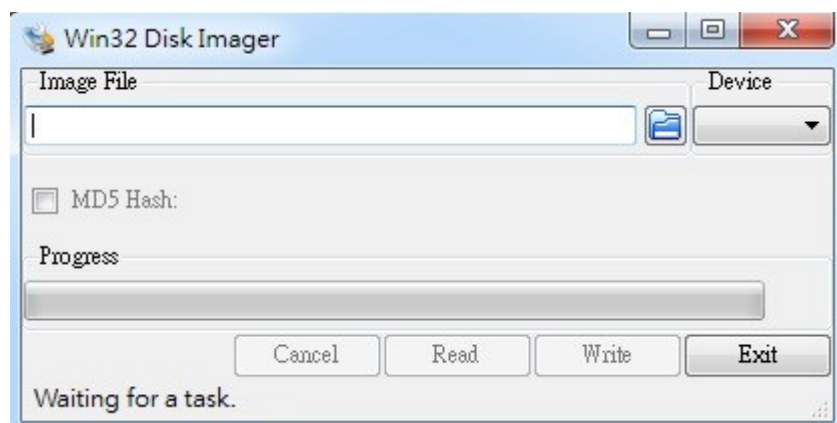 Win32 Disk Imager
Image File
Device
MD5 Hash:
Progress
Cancel Read Write Exit
Waiting for a task.